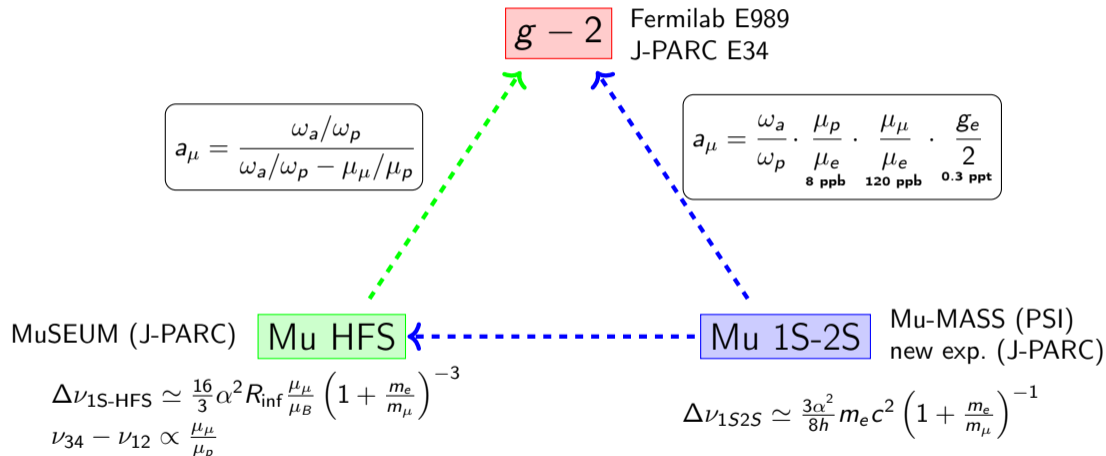 g − 2
Fermilab E989
J-PARC E34
a_μ = (ω_a/ω_p) / (ω_a/ω_p − μ_μ/μ_p)
a_μ = ω_a/ω_p · μ_p/μ_e · μ_μ/μ_e · g_e/2
8 ppb 120 ppb 0.3 ppt
MuSEUM (J-PARC)
Mu HFS
Mu 1S-2S
Mu-MASS (PSI)
new exp. (J-PARC)
Δν_1S-HFS ≃ 16/3 α² R_inf μ_μ/μ_B (1 + m_e/m_μ)^−3
ν_34 − ν_12 ∝ μ_μ/μ_p
Δν_1S2S ≃ 3α²/8h m_e c² (1 + m_e/m_μ)^−1